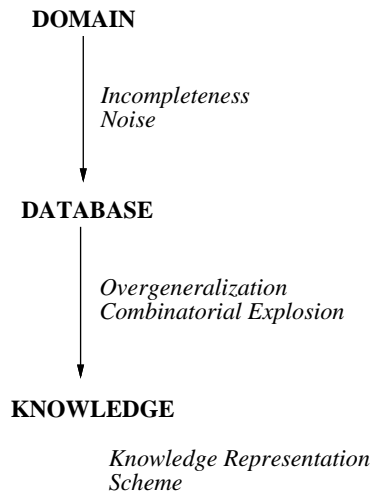 DOMAIN
Incompleteness
Noise
DATABASE
Overgeneralization
Combinatorial Explosion
KNOWLEDGE
Knowledge Representation
Scheme